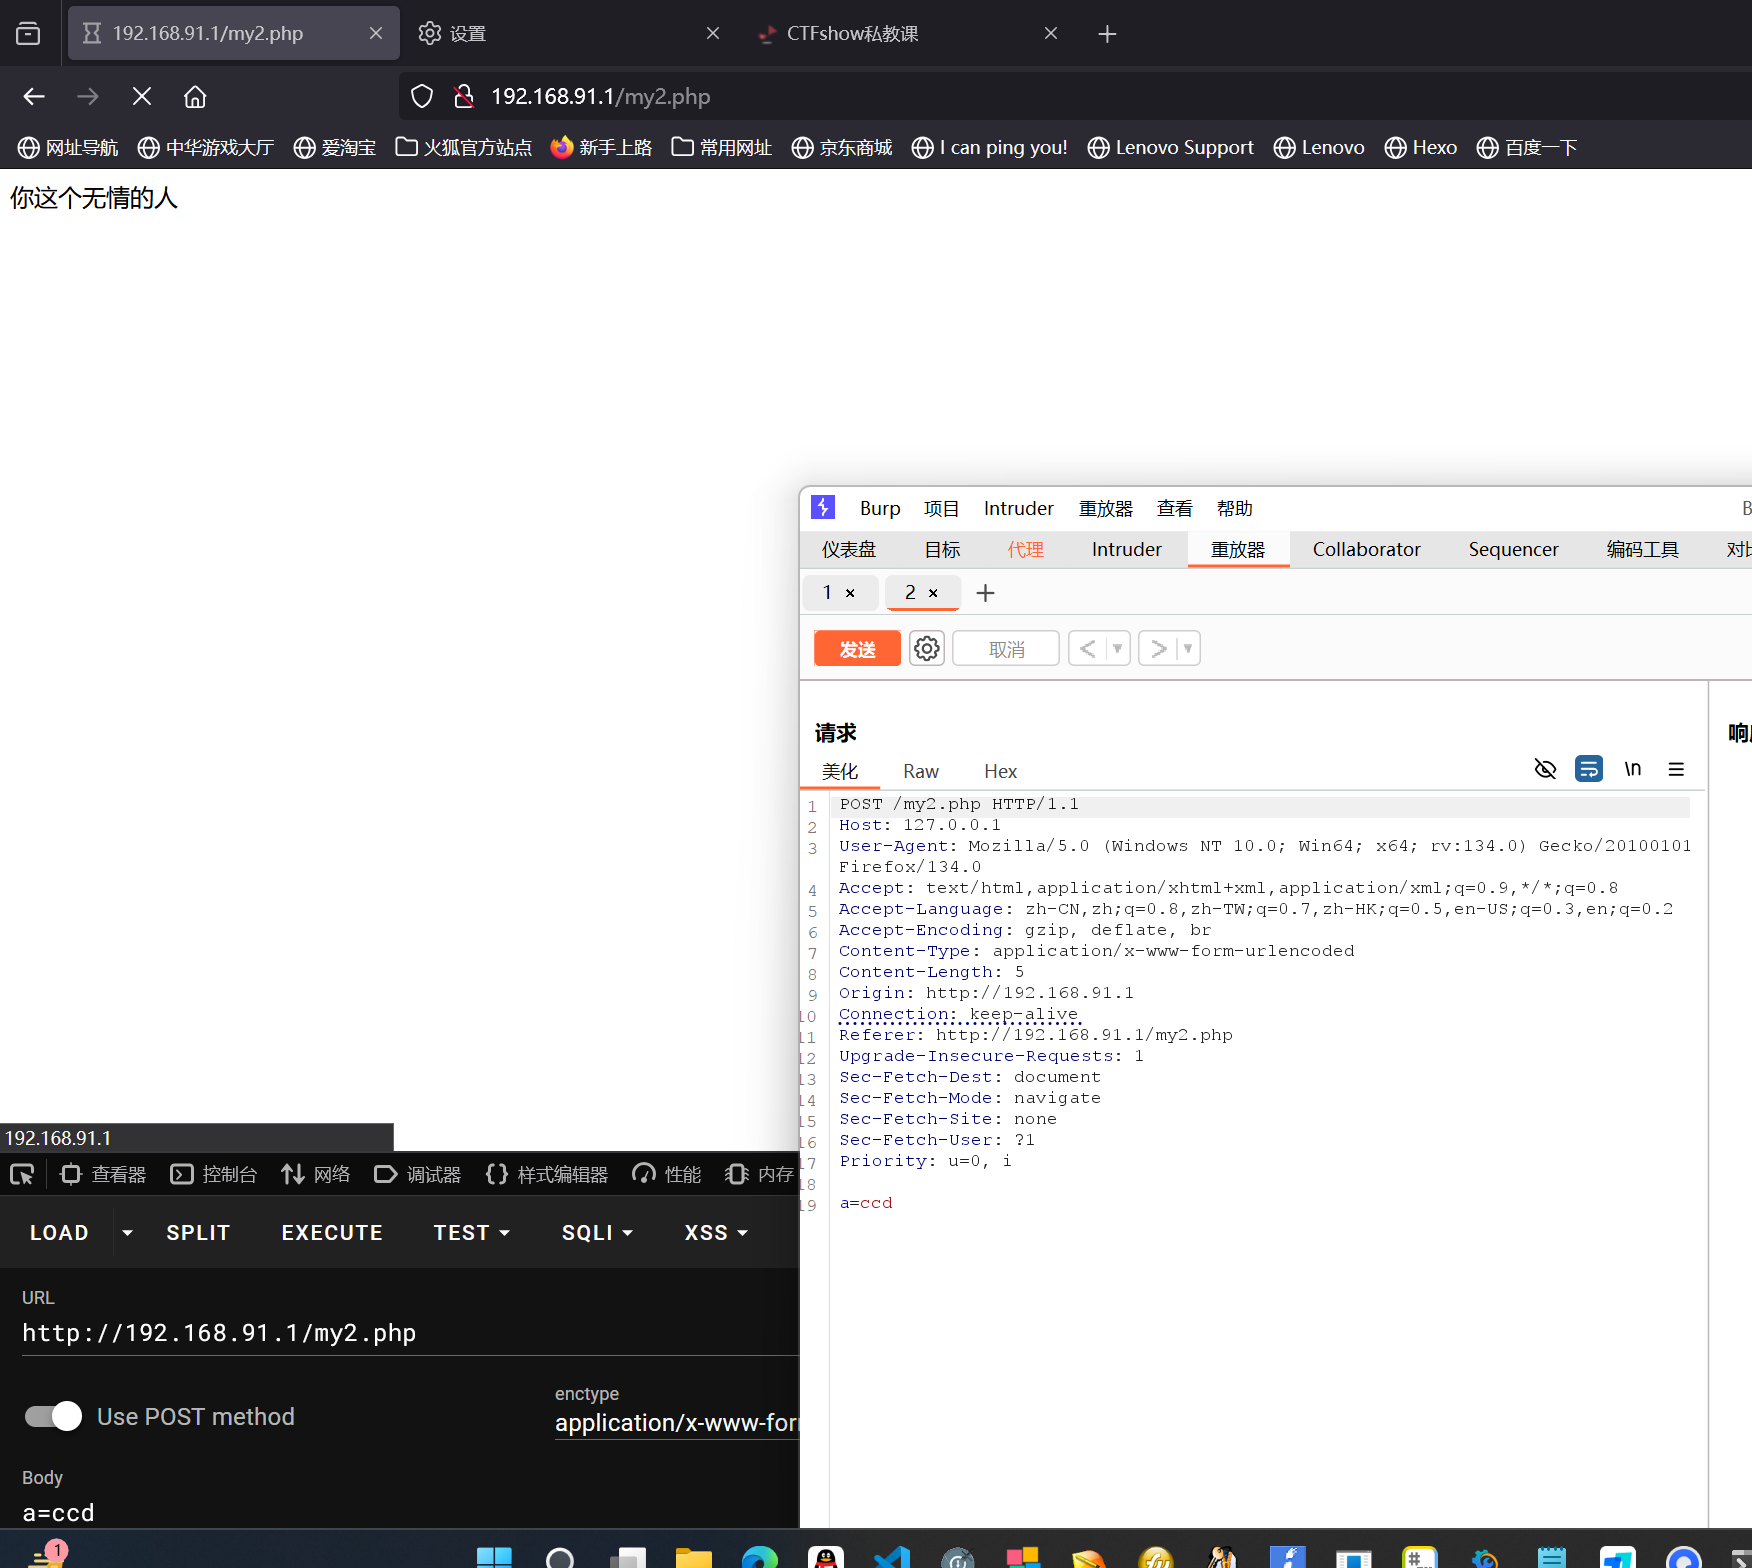 192.168.91.1/my2.php
设置
CTFshow私教课
192.168.91.1/my2.php
网址导航 中华游戏大厅 爱淘宝 火狐官方站点 新手上路 常用网址 京东商城 I can ping you! Lenovo Support Lenovo Hexo 百度一下
你这个无情的人
Burp 项目 Intruder 重放器 查看 帮助 B
仪表盘 目标 代理 Intruder 重放器 Collaborator Sequencer 编码工具 对比
1 × 2 × +
发送 取消 < >
请求
美化 Raw Hex \n
1 POST /my2.php HTTP/1.1
2 Host: 127.0.0.1
3 User-Agent: Mozilla/5.0 (Windows NT 10.0; Win64; x64; rv:134.0) Gecko/20100101
Firefox/134.0
4 Accept: text/html,application/xhtml+xml,application/xml;q=0.9,*/*;q=0.8
5 Accept-Language: zh-CN,zh;q=0.8,zh-TW;q=0.7,zh-HK;q=0.5,en-US;q=0.3,en;q=0.2
6 Accept-Encoding: gzip, deflate, br
7 Content-Type: application/x-www-form-urlencoded
8 Content-Length: 5
9 Origin: http://192.168.91.1
10 Connection: keep-alive
11 Referer: http://192.168.91.1/my2.php
12 Upgrade-Insecure-Requests: 1
13 Sec-Fetch-Dest: document
14 Sec-Fetch-Mode: navigate
15 Sec-Fetch-Site: none
16 Sec-Fetch-User: ?1
17 Priority: u=0, i
18
19 a=ccd
响
192.168.91.1
查看器 控制台 网络 调试器 样式编辑器 性能 内存
LOAD SPLIT EXECUTE TEST SQLI XSS
URL
http://192.168.91.1/my2.php
Use POST method
enctype
application/x-www-for
Body
a=ccd
1